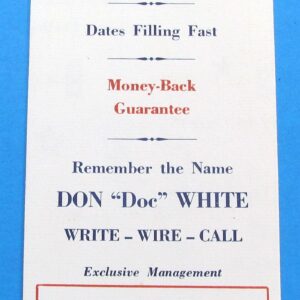 Dates Filling Fast
Money-Back
Guarantee
Remember the Name
DON "Doc" WHITE
WRITE – WIRE – CALL
Exclusive Management